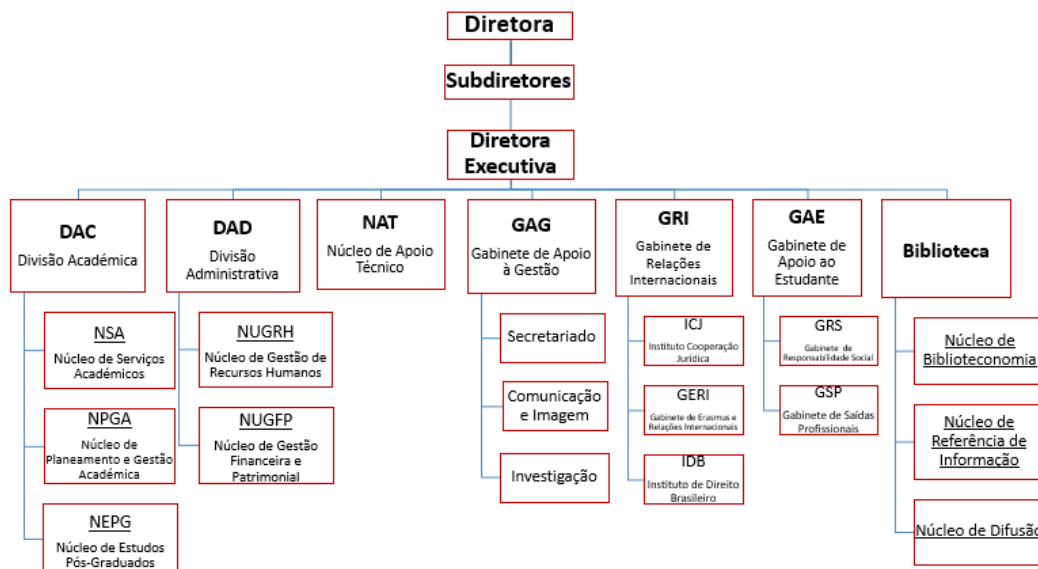 Diretora
Subdiretores
Diretora
Executiva
DAC
Divisão Académica
DAD
Divisão
Administrativa
NAT
Núcleo de Apoio
Técnico
GAG
Gabinete de Apoio
à Gestão
GRI
Gabinete de
Relações
Internacionais
GAE
Gabinete de
Apoio ao
Estudante
Biblioteca
NSA
Núcleo de Serviços
Académicos
NPGA
Núcleo de
Planeamento e Gestão
Académica
NEPG
Núcleo de Estudos
Pós-Graduados
NUGRH
Núcleo de Gestão de
Recursos Humanos
NUGFP
Núcleo de Gestão
Financeira e
Patrimonial
Secretariado
Comunicação
e Imagem
Investigação
ICJ
Instituto Cooperação
Jurídica
GERI
Gabinete de Erasmus e
Relações Internacionais
IDB
Instituto de Direito
Brasileiro
GRS
Gabinete de
Responsabilidade Social
GSP
Gabinete de Saídas
Profissionais
Núcleo de
Biblioteconomia
Núcleo de
Referência de
Informação
Núcleo de Difusão